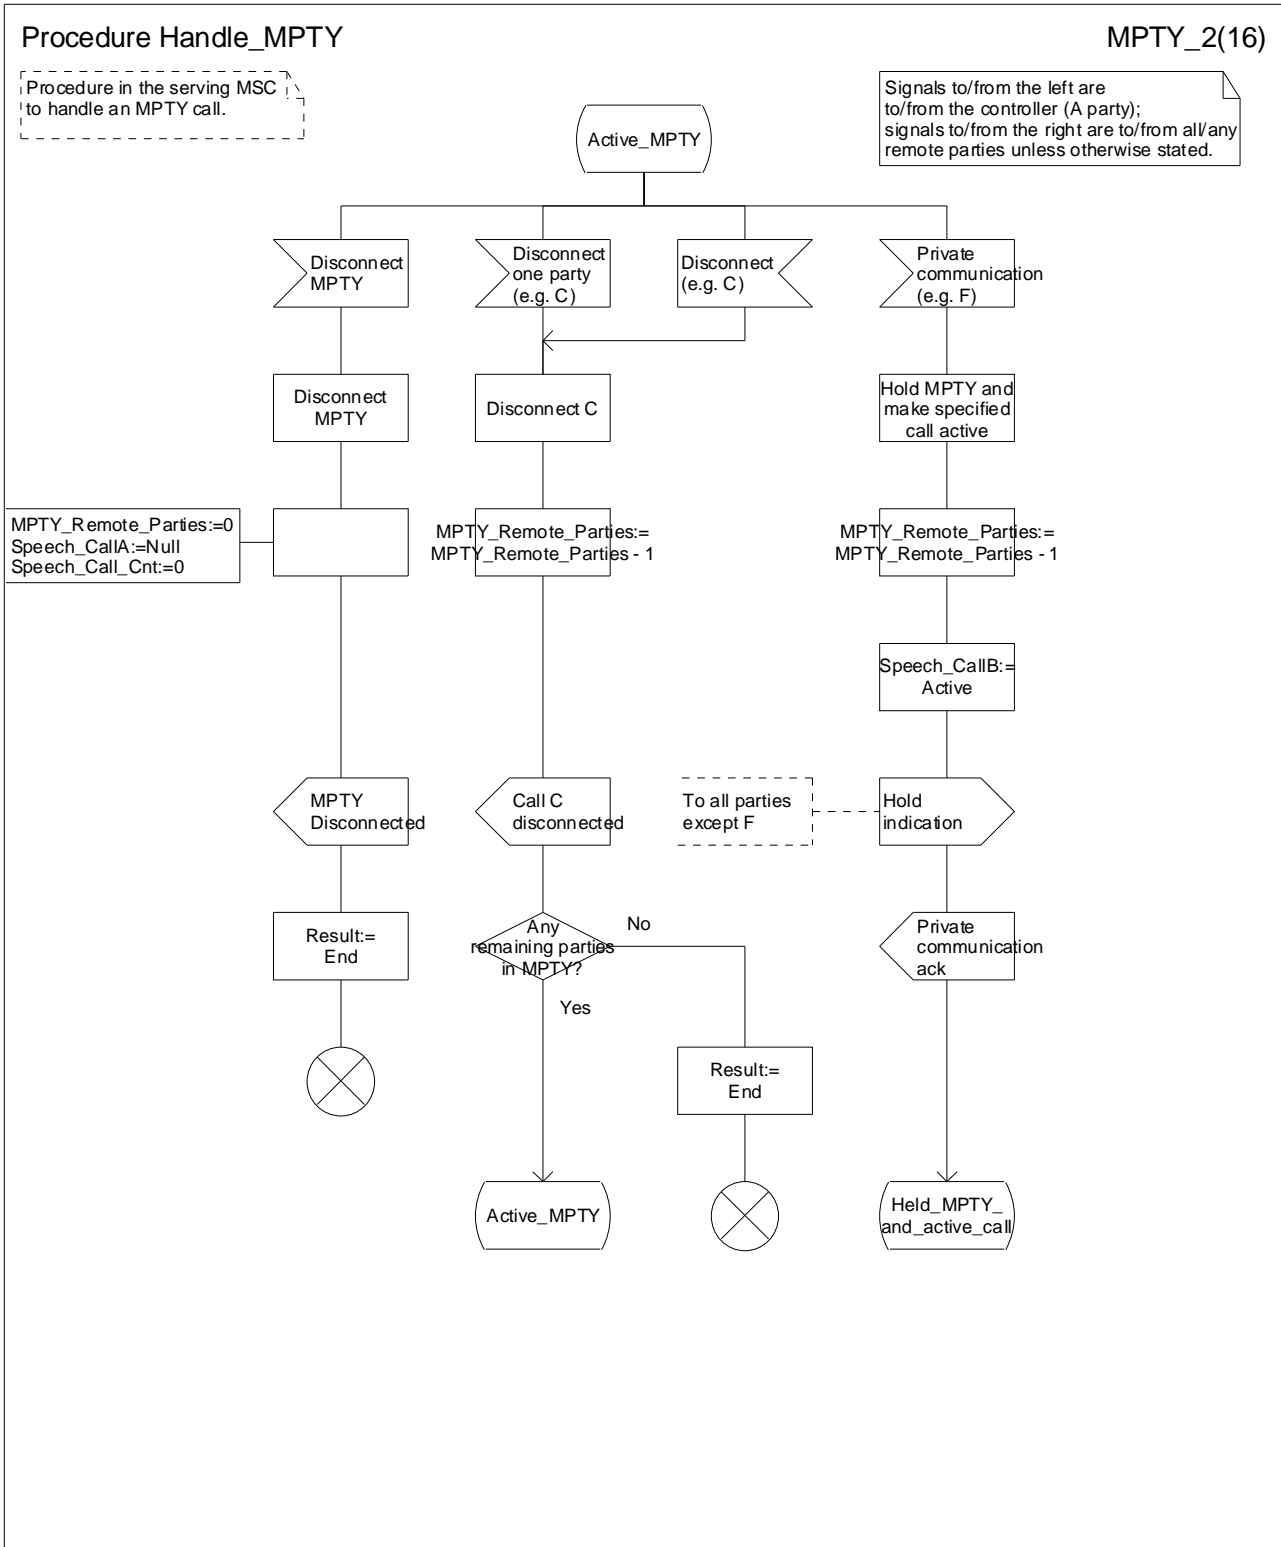 Procedure Handle_MPTY
MPTY_2(16)
Procedure in the serving MSC
to handle an MPTY call.
Signals to/from the left are
to/from the controller (A party);
signals to/from the right are to/from all/any
remote parties unless otherwise stated.
Active_MPTY
Disconnect
MPTY
Disconnect
one party
(e.g. C)
Disconnect
(e.g. C)
Private
communication
(e.g. F)
Disconnect
MPTY
Disconnect C
Hold MPTY and
make specified
call active
MPTY_Remote_Parties:=0
Speech_CallA:=Null
Speech_Call_Cnt:=0
MPTY_Remote_Parties:=
MPTY_Remote_Parties - 1
MPTY_Remote_Parties:=
MPTY_Remote_Parties - 1
Speech_CallB:=
Active
MPTY
Disconnected
Call C
disconnected
To all parties
except F
Hold
indication
Result:=
End
Any
remaining parties
in MPTY?
No
Yes
Private
communication
ack
Result:=
End
Active_MPTY
Held_MPTY_
and_active_call